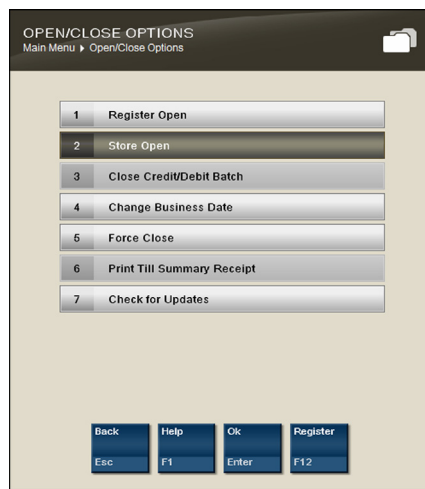 OPEN/CLOSE OPTIONS
Main Menu ▸ Open/Close Options
1 Register Open
2 Store Open
3 Close Credit/Debit Batch
4 Change Business Date
5 Force Close
6 Print Till Summary Receipt
7 Check for Updates
Back Help Ok Register
Esc F1 Enter F12